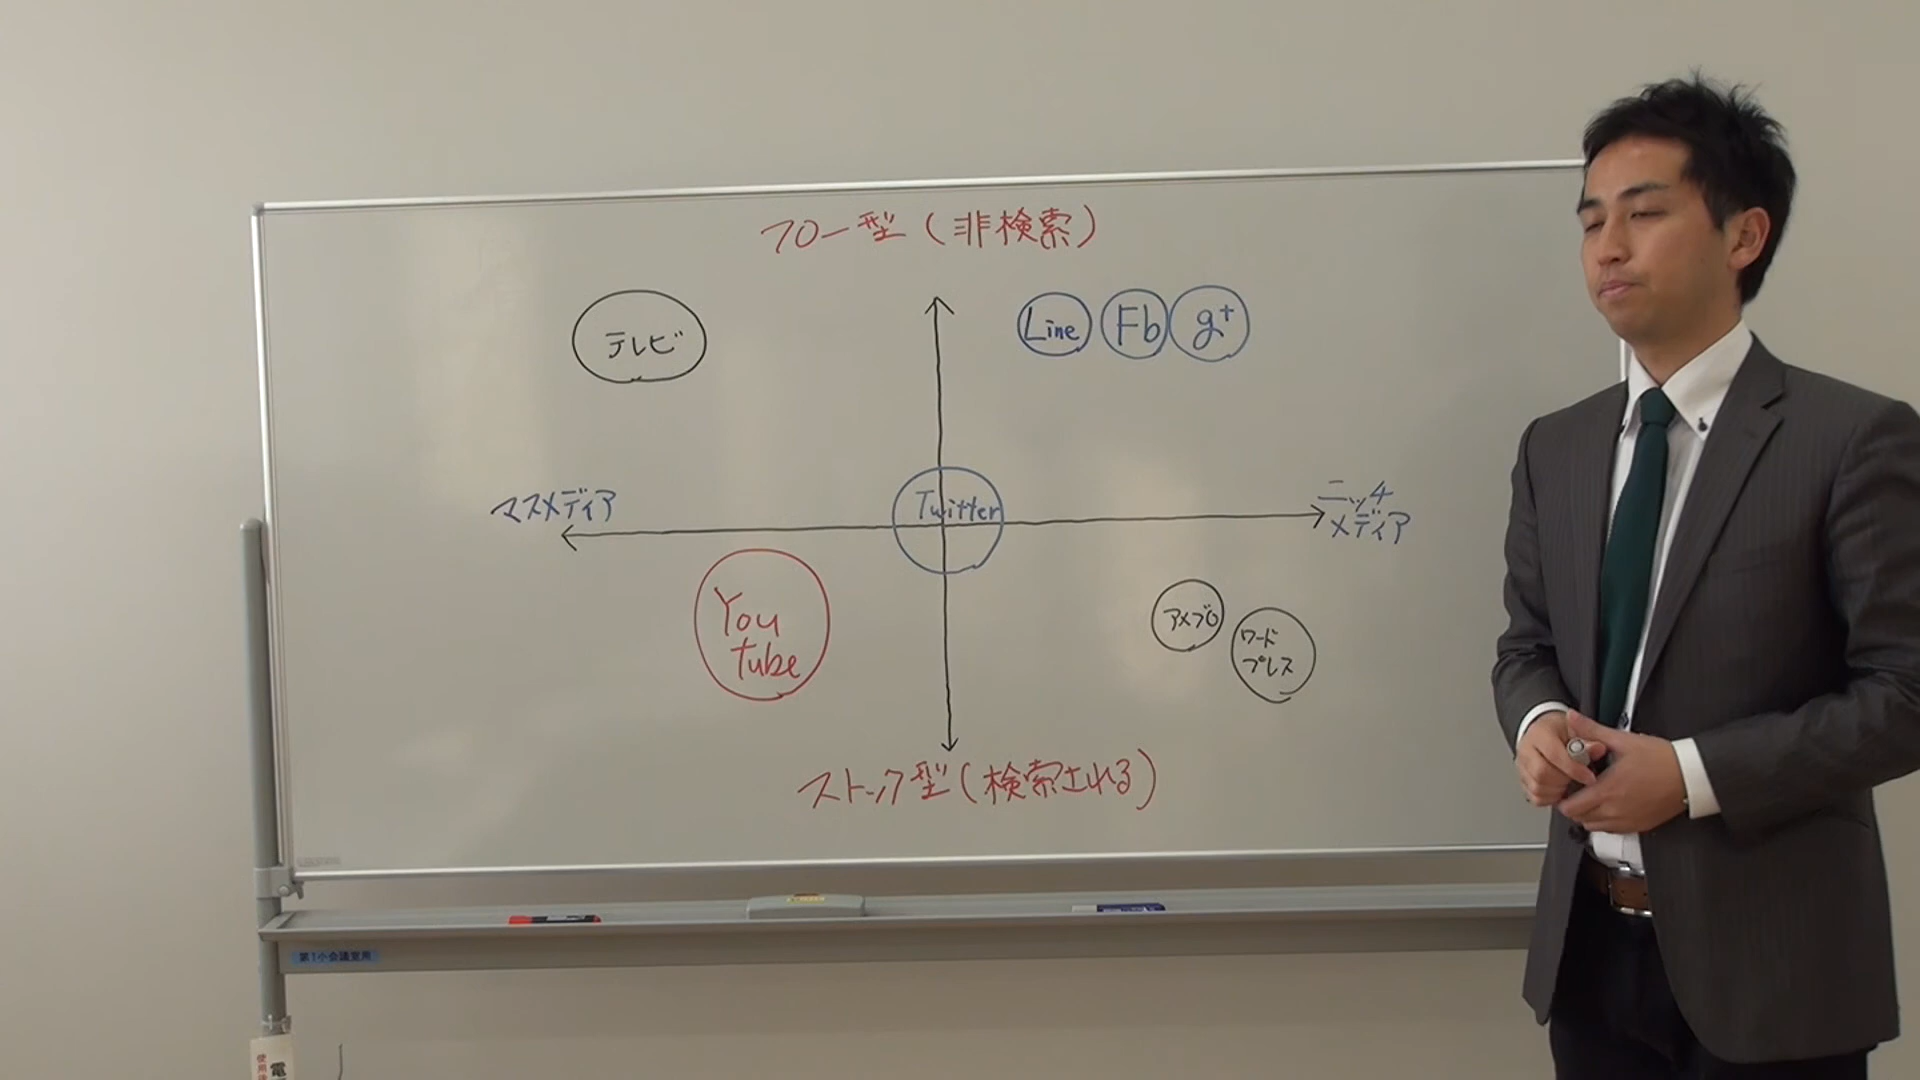 フロー型(非検索)
テレビ
Line
Fb
g+
マスメディア
Twitter
ニッチ
メディア
You
tube
アメブロ
ワード
プレス
ストック型(検索される)
第1小会議室用